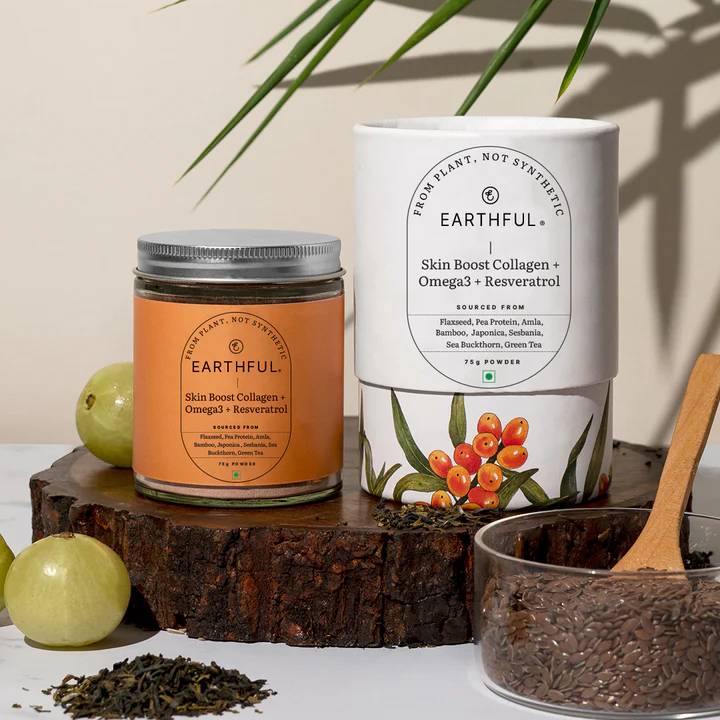 FROM PLANT, NOT SYNTHETIC
EARTHFUL®
Skin Boost Collagen +
Omega3 + Resveratrol
SOURCED FROM
Flaxseed, Pea Protein, Amla,
Bamboo, Japonica , Sesbania, Sea
Buckthorn, Green Tea
75g POWDER
FROM PLANT, NOT SYNTHETIC
EARTHFUL®
Skin Boost Collagen +
Omega3 + Resveratrol
SOURCED FROM
Flaxseed, Pea Protein, Amla,
Bamboo, Japonica, Sesbania,
Sea Buckthorn, Green Tea
75g POWDER